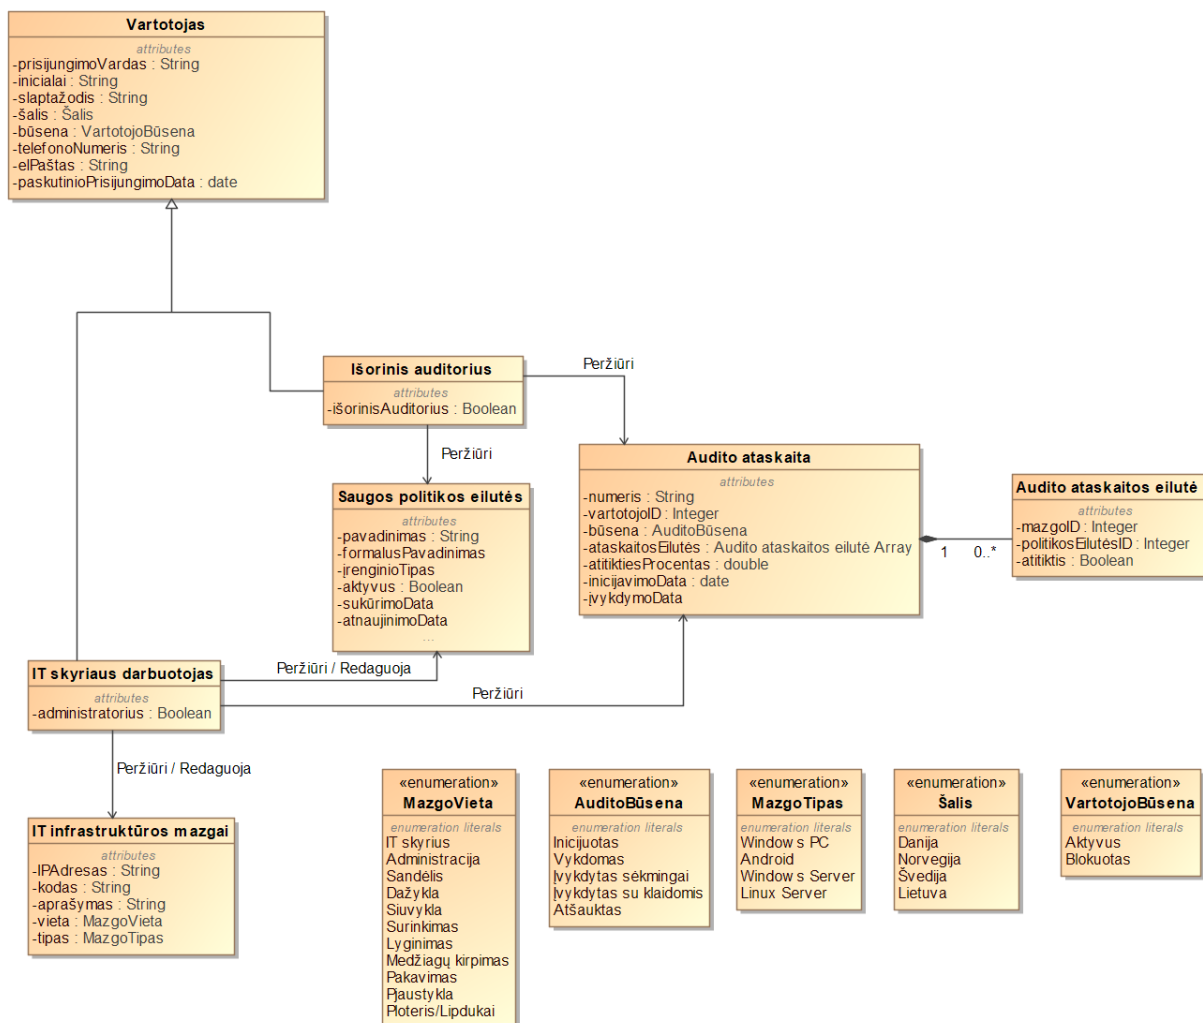 Vartotojas
attributes
-prisijungimoVardas : String
-inicialai : String
-slaptažodis : String
-šalis : Šalis
-būsena : VartotojoBūsena
-telefonoNumeris : String
-elPaštas : String
-paskutinioPrisijungimoData : date
Išorinis auditorius
attributes
-išorinisAuditorius : Boolean
Peržiūri
Peržiūri
Saugos politikos eilutės
attributes
-pavadinimas : String
-formalusPavadinimas
-įrenginioTipas
-aktyvus : Boolean
-sukūrimoData
-atnaujinimoData
...
Audito ataskaita
attributes
-numeris : String
-vartotojoID : Integer
-būsena : AuditoBūsena
-ataskaitosEilutės : Audito ataskaitos eilutė Array
-atitiktiesProcentas : double
-inicijavimoData : date
-įvykdymoData
1 0..*
Audito ataskaitos eilutė
attributes
-mazgoID : Integer
-politikosEilutėsID : Integer
-atitiktis : Boolean
IT skyriaus darbuotojas
attributes
-administratorius : Boolean
Peržiūri / Redaguoja
Peržiūri
Peržiūri / Redaguoja
IT infrastruktūros mazgai
attributes
-IPAdresas : String
-kodas : String
-aprašymas : String
-vieta : MazgoVieta
-tipas : MazgoTipas
«enumeration»
MazgoVieta
enumeration literals
IT skyrius
Administracija
Sandėlis
Dažykla
Siuvykla
Surinkimas
Lyginimas
Medžiagų kirpimas
Pakavimas
Pjaustykla
Ploteris/Lipdukai
«enumeration»
AuditoBūsena
enumeration literals
Inicijuotas
Vykdomas
Įvykdytas sėkmingai
Įvykdytas su klaidomis
Atšauktas
«enumeration»
MazgoTipas
enumeration literals
Windows PC
Android
Windows Server
Linux Server
«enumeration»
Šalis
enumeration literals
Danija
Norvegija
Švedija
Lietuva
«enumeration»
VartotojoBūsena
enumeration literals
Aktyvus
Blokuotas